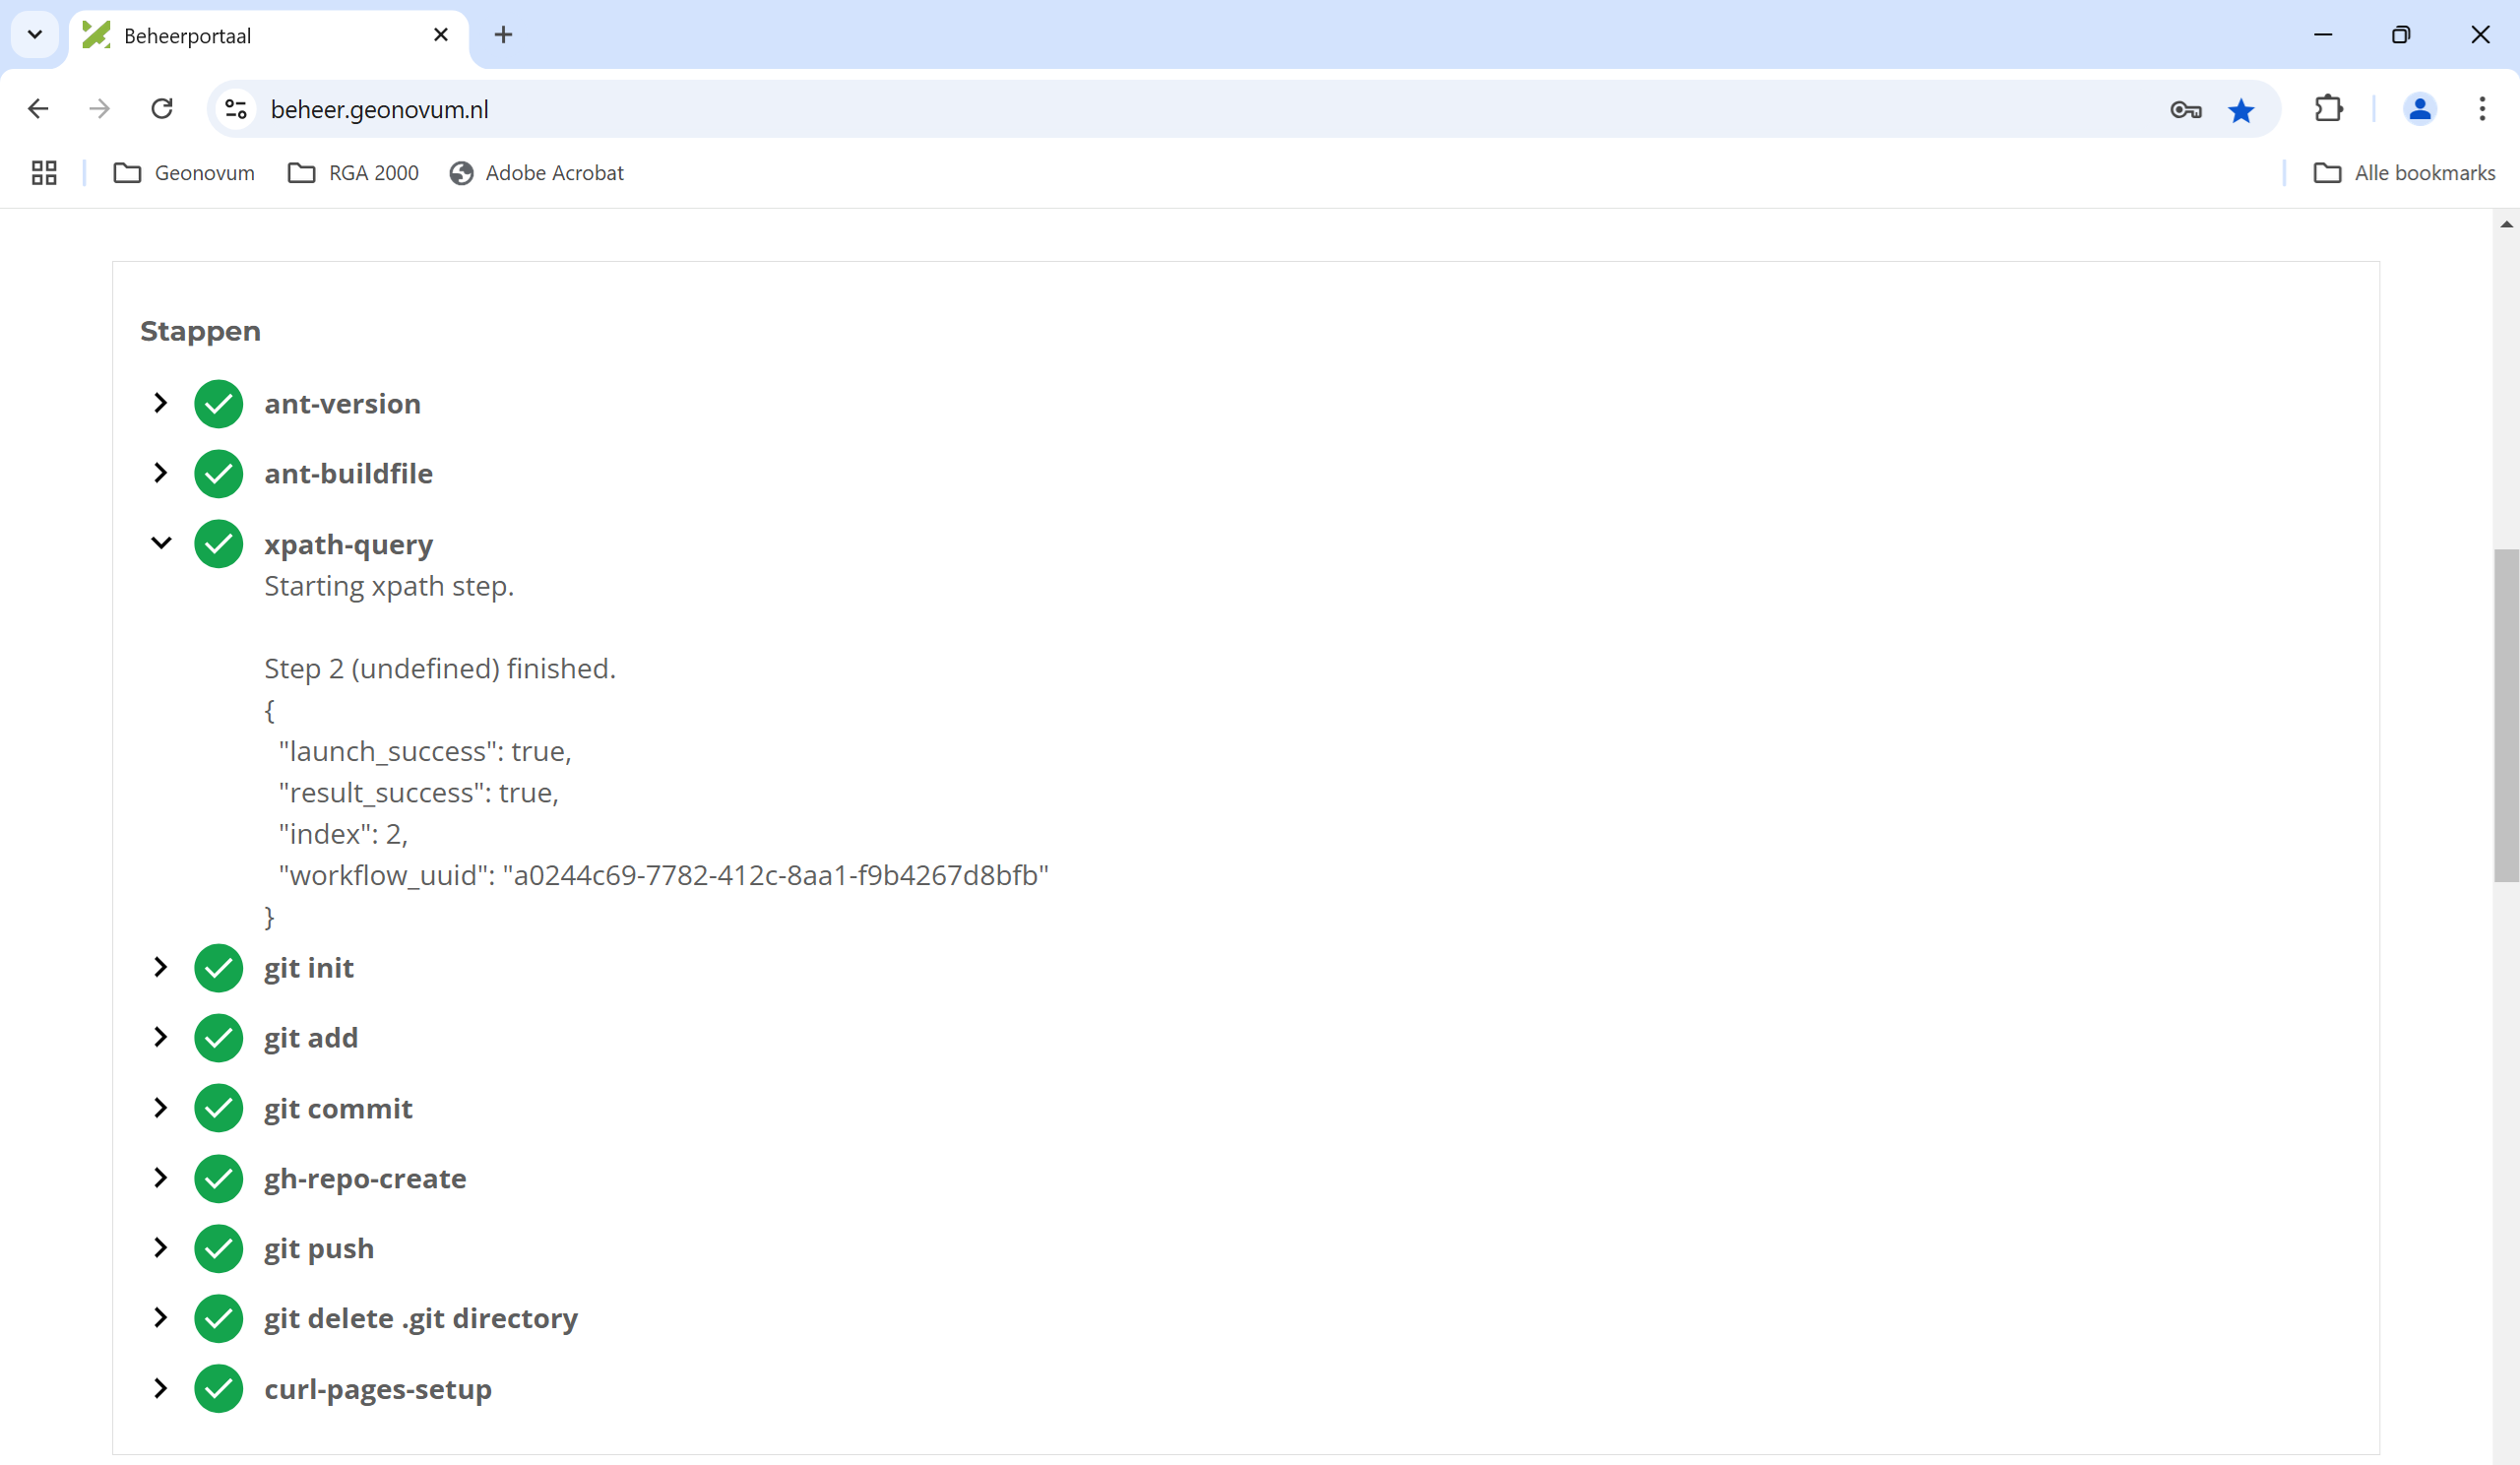 Beheerportaal
beheer.geonovum.nl
Geonovum
RGA 2000
Adobe Acrobat
Alle bookmarks
Stappen
ant-version
ant-buildfile
xpath-query
Starting xpath step.
Step 2 (undefined) finished.
{
"launch_success": true,
"result_success": true,
"index": 2,
"workflow_uuid": "a0244c69-7782-412c-8aa1-f9b4267d8bfb"
}
git init
git add
git commit
gh-repo-create
git push
git delete .git directory
curl-pages-setup